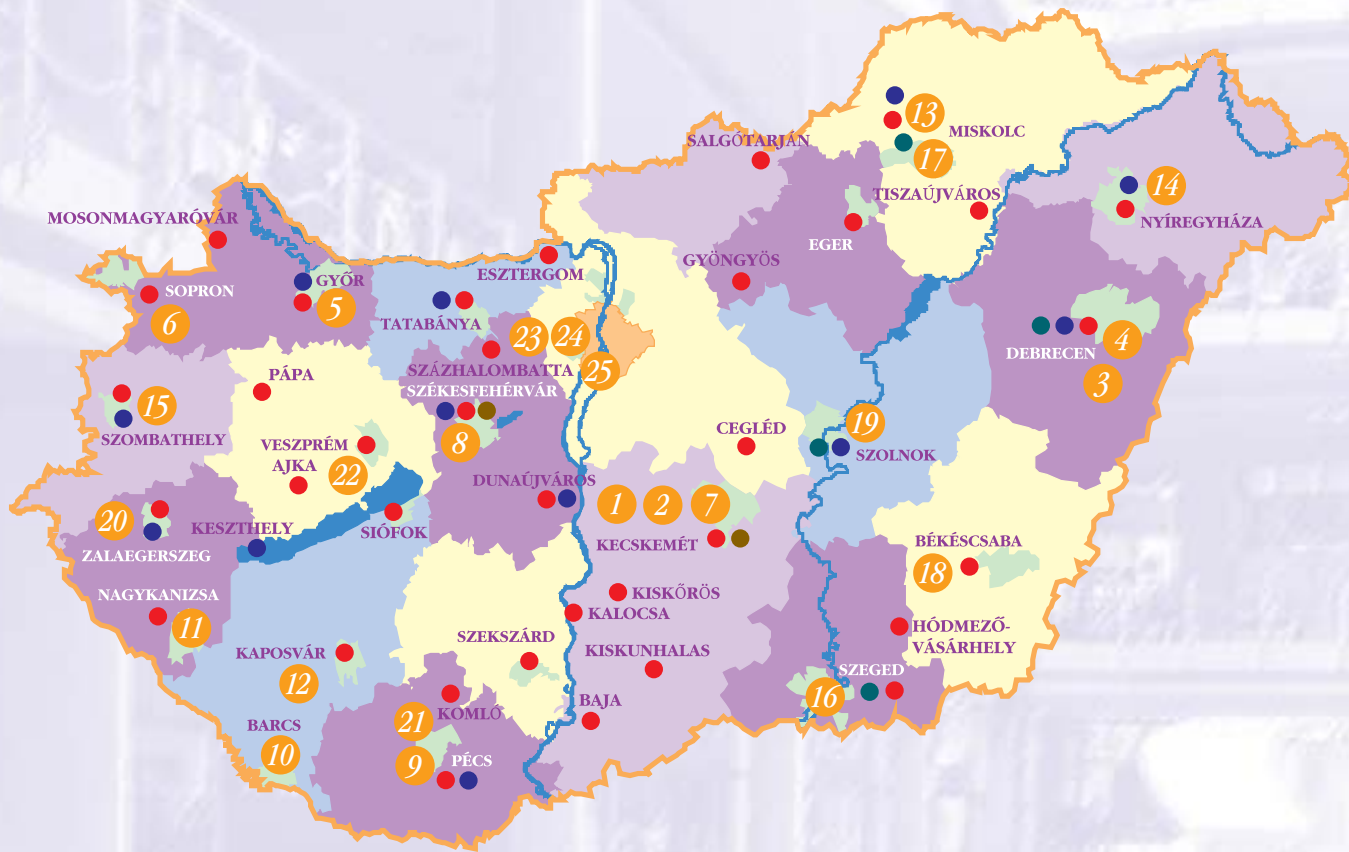 13
MISKOLC
SALGÓTARJÁN
17
14
TISZAÚJVÁROS
NYÍREGYHÁZA
MOSONMAGYARÓVÁR
EGER
GYÖNGYÖS
ESZTERGOM
GYŐR
SOPRON
5
6
TATABÁNYA
23
24
25
4
DEBRECEN
3
SZÁZHALOMBATTA
PÁPA
SZÉKESFEHÉRVÁR
15
SZOMBATHELY
8
CEGLÉD
19
SZOLNOK
VESZPRÉM
AJKA
22
DUNAÚJVÁROS
1
2
7
20
KESZTHELY
SIÓFOK
ZALAEGERSZEG
KECSKEMÉT
BÉKÉSCSABA
18
NAGYKANIZSA
11
KISKŐRÖS
KALOCSA
HÓDMEZŐ-
VÁSÁRHELY
SZEKSZÁRD
KAPOSVÁR
12
KISKUNHALAS
SZEGED
16
BAJA
KOMLÓ
21
BARCS
10
9
PÉCS